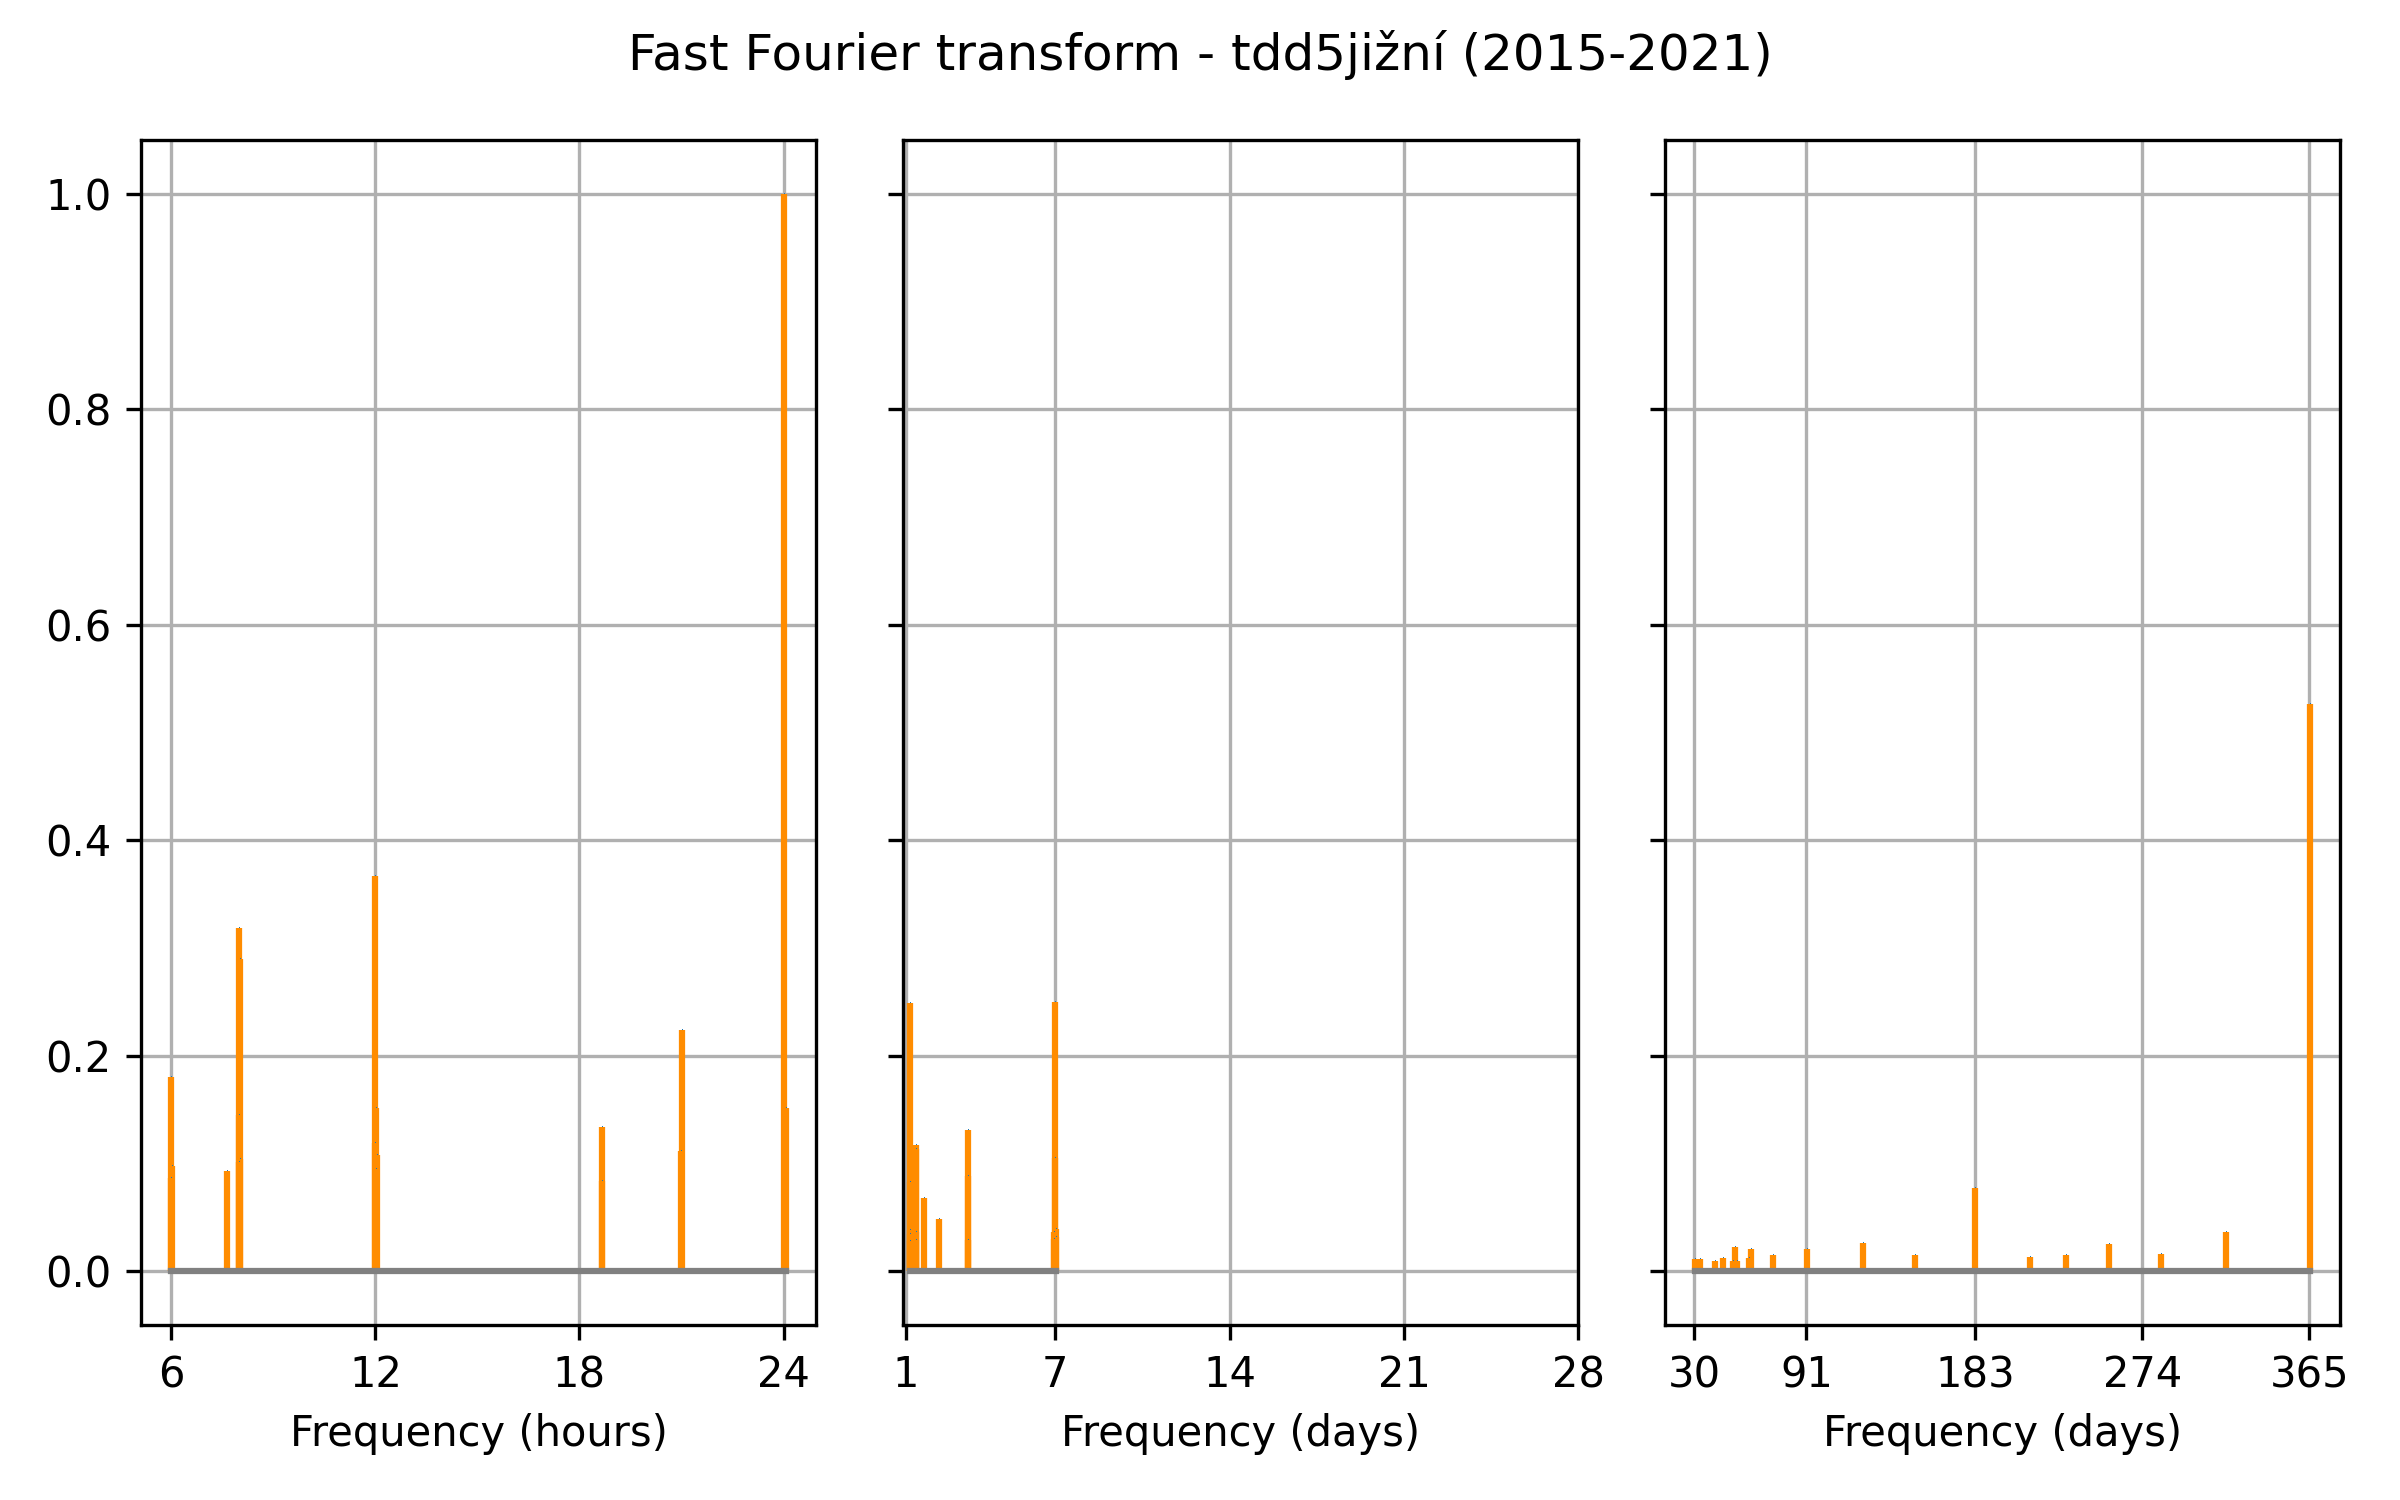 Fast Fourier transform - tdd5jižní (2015-2021)
1.0
0.8
0.6
0.4
0.2
0.0
6 12 18 24
Frequency (hours)
1 7 14 21 28
Frequency (days)
30 91 183 274 365
Frequency (days)